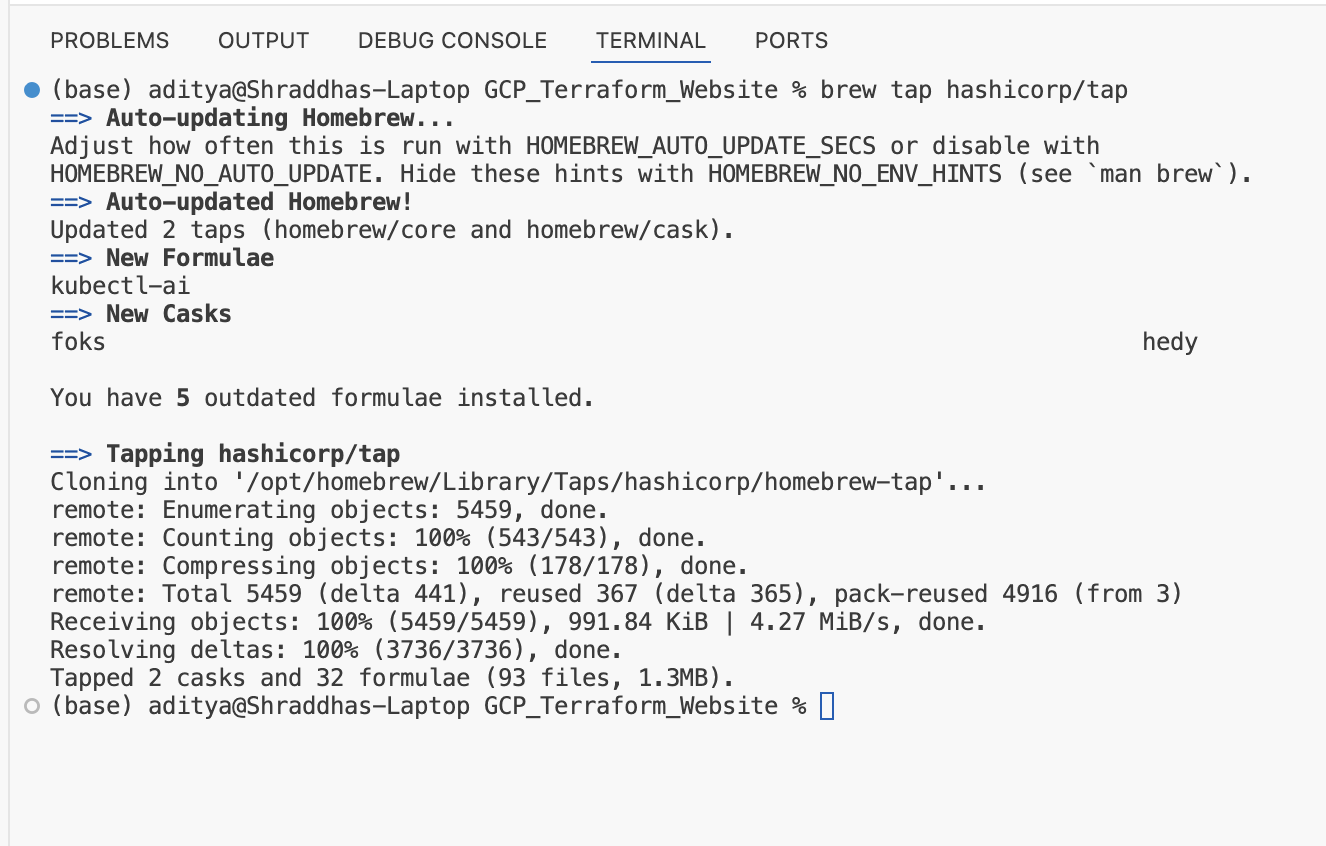 PROBLEMS OUTPUT DEBUG CONSOLE TERMINAL PORTS
(base) aditya@Shraddhas-Laptop GCP_Terraform_Website % brew tap hashicorp/tap
==> Auto-updating Homebrew...
Adjust how often this is run with HOMEBREW_AUTO_UPDATE_SECS or disable with
HOMEBREW_NO_AUTO_UPDATE. Hide these hints with HOMEBREW_NO_ENV_HINTS (see `man brew`).
==> Auto-updated Homebrew!
Updated 2 taps (homebrew/core and homebrew/cask).
==> New Formulae
kubectl-ai
==> New Casks
foks hedy
You have 5 outdated formulae installed.
==> Tapping hashicorp/tap
Cloning into '/opt/homebrew/Library/Taps/hashicorp/homebrew-tap'...
remote: Enumerating objects: 5459, done.
remote: Counting objects: 100% (543/543), done.
remote: Compressing objects: 100% (178/178), done.
remote: Total 5459 (delta 441), reused 367 (delta 365), pack-reused 4916 (from 3)
Receiving objects: 100% (5459/5459), 991.84 KiB | 4.27 MiB/s, done.
Resolving deltas: 100% (3736/3736), done.
Tapped 2 casks and 32 formulae (93 files, 1.3MB).
(base) aditya@Shraddhas-Laptop GCP_Terraform_Website %